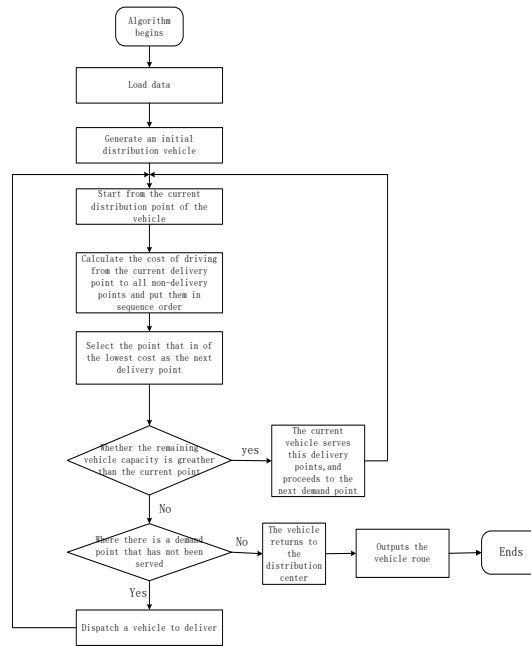 Algorithm
begins
Load data
Generate an initial
distribution vehicle
Start from the current
distribution point of the
vehicle
Calculate the cost of driving
from the current delivery
point to all non-delivery
points and put them in
sequence order
Select the point that in of
the lowest cost as the next
delivery point
Whether the remaining
vehicle capacity is greather
than the current point
yes
The current
vehicle serves
this delivery
points,and
proceeds to the
next demand point
No
Where there is a demand
point that has not been
served
No
The vehicle
returns to
the
distribution
center
Outputs the
vehicle roue
Ends
Yes
Dispatch a vehicle to deliver